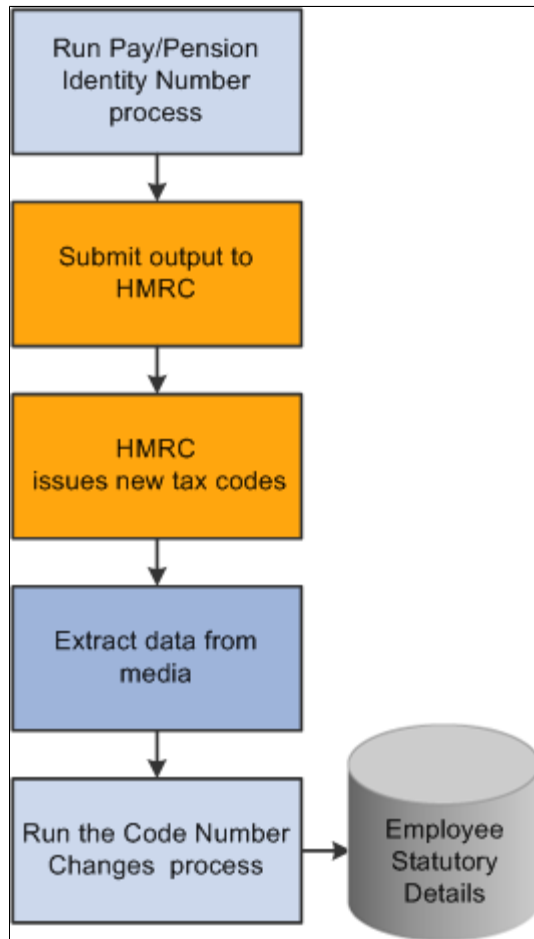 Run Pay/Pension
Identity Number
process
Submit output to
HMRC
HMRC
issues new tax codes
Extract data from
media
Run the Code Number
Changes process
Employee
Statutory
Details